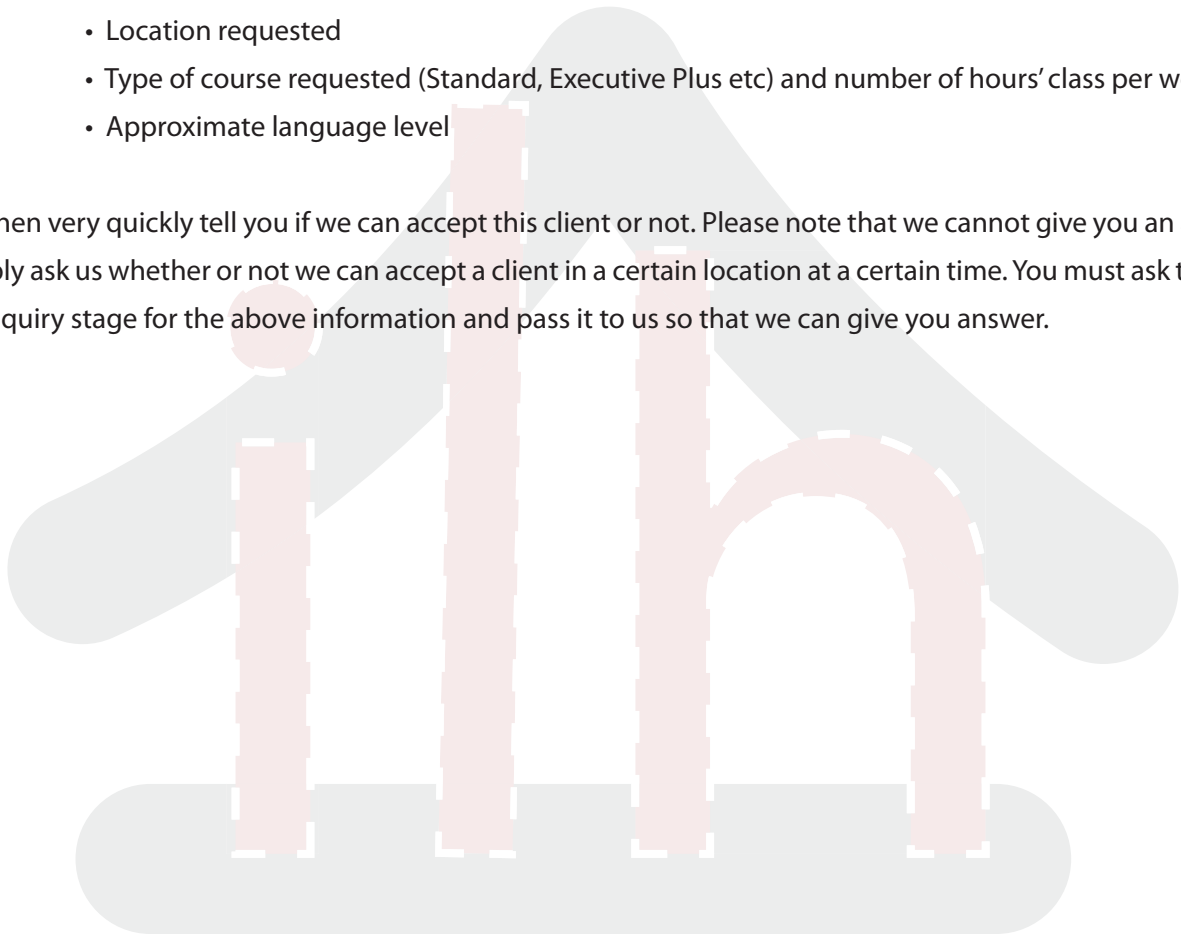 • Location requested
• Type of course requested (Standard, Executive Plus etc) and number of hours’ class per w
• Approximate language level
hen very quickly tell you if we can accept this client or not. Please note that we cannot give you an
ly ask us whether or not we can accept a client in a certain location at a certain time. You must ask t
quiry stage for the above information and pass it to us so that we can give you answer.
ilh